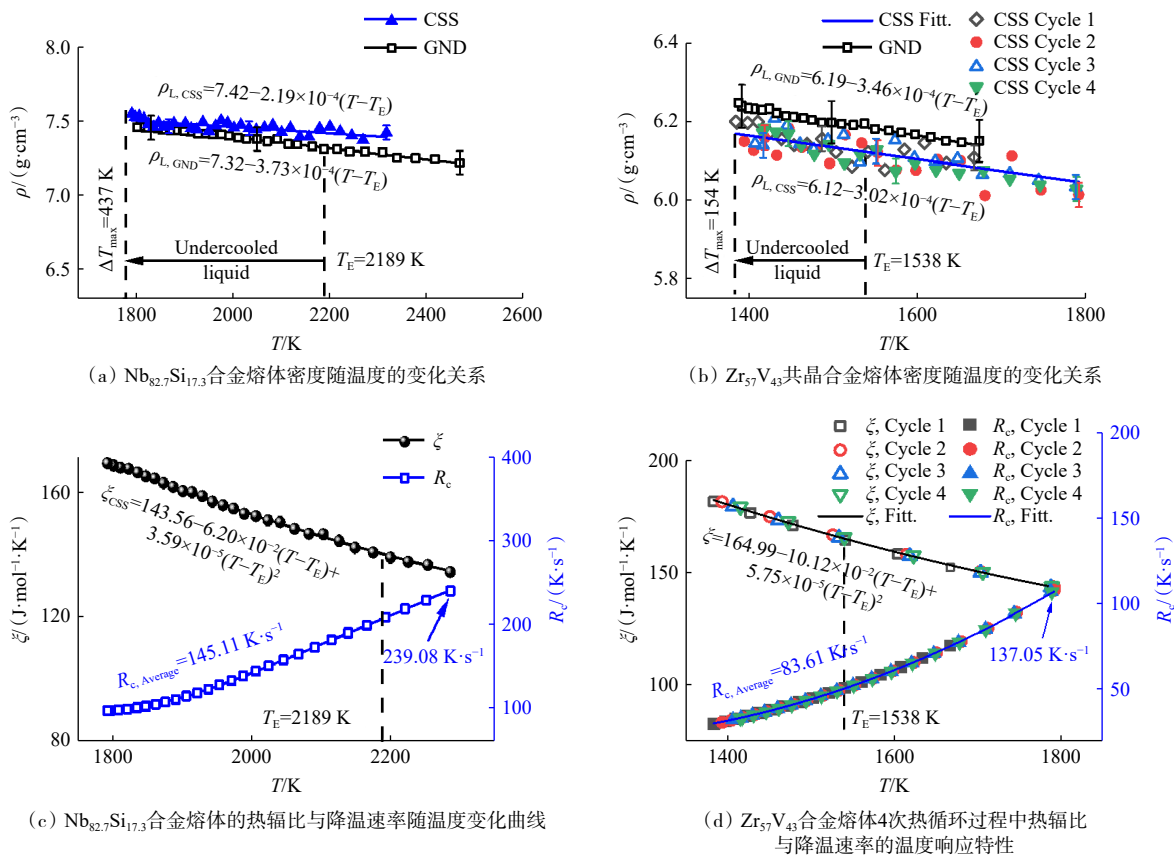 CSS
GND
8.0
7.5
7.0
6.5
ρ/(g·cm⁻³)
ρL, CSS=7.42−2.19×10⁻⁴(T−TE)
ρL, GND=7.32−3.73×10⁻⁴(T−TE)
ΔTmax=437 K
Undercooled
liquid
TE=2189 K
1800 2000 2200 2400 2600
T/K
(a) Nb82.7Si17.3合金熔体密度随温度的变化关系
CSS Fitt.
GND
CSS Cycle 1
CSS Cycle 2
CSS Cycle 3
CSS Cycle 4
6.4
6.2
6.0
5.8
ρ/(g·cm⁻³)
ρL, GND=6.19−3.46×10⁻⁴(T−TE)
ρL, CSS=6.12−3.02×10⁻⁴(T−TE)
ΔTmax=154 K
Undercooled
liquid
TE=1538 K
1400 1600 1800
T/K
(b) Zr57V43共晶合金熔体密度随温度的变化关系
ξ
Rc
160
120
80
ξ/(J·mol⁻¹·K⁻¹)
ξCSS=143.56−6.20×10⁻²(T−TE)+
3.59×10⁻⁵(T−TE)²
Rc, Average=145.11 K·s⁻¹
239.08 K·s⁻¹
TE=2189 K
400
300
200
100
Rc/(K·s⁻¹)
1800 2000 2200
T/K
(c) Nb82.7Si17.3合金熔体的热辐比与降温速率随温度变化曲线
ξ, Cycle 1
ξ, Cycle 2
ξ, Cycle 3
ξ, Cycle 4
ξ, Fitt.
Rc, Cycle 1
Rc, Cycle 2
Rc, Cycle 3
Rc, Cycle 4
Rc, Fitt.
200
150
100
ξ/(J·mol⁻¹·K⁻¹)
ξ=164.99−10.12×10⁻²(T−TE)+
5.75×10⁻⁵(T−TE)²
Rc, Average=83.61 K·s⁻¹
137.05 K·s⁻¹
TE=1538 K
200
150
100
50
Rc/(K·s⁻¹)
1400 1600 1800
T/K
(d) Zr57V43合金熔体4次热循环过程中热辐比
与降温速率的温度响应特性